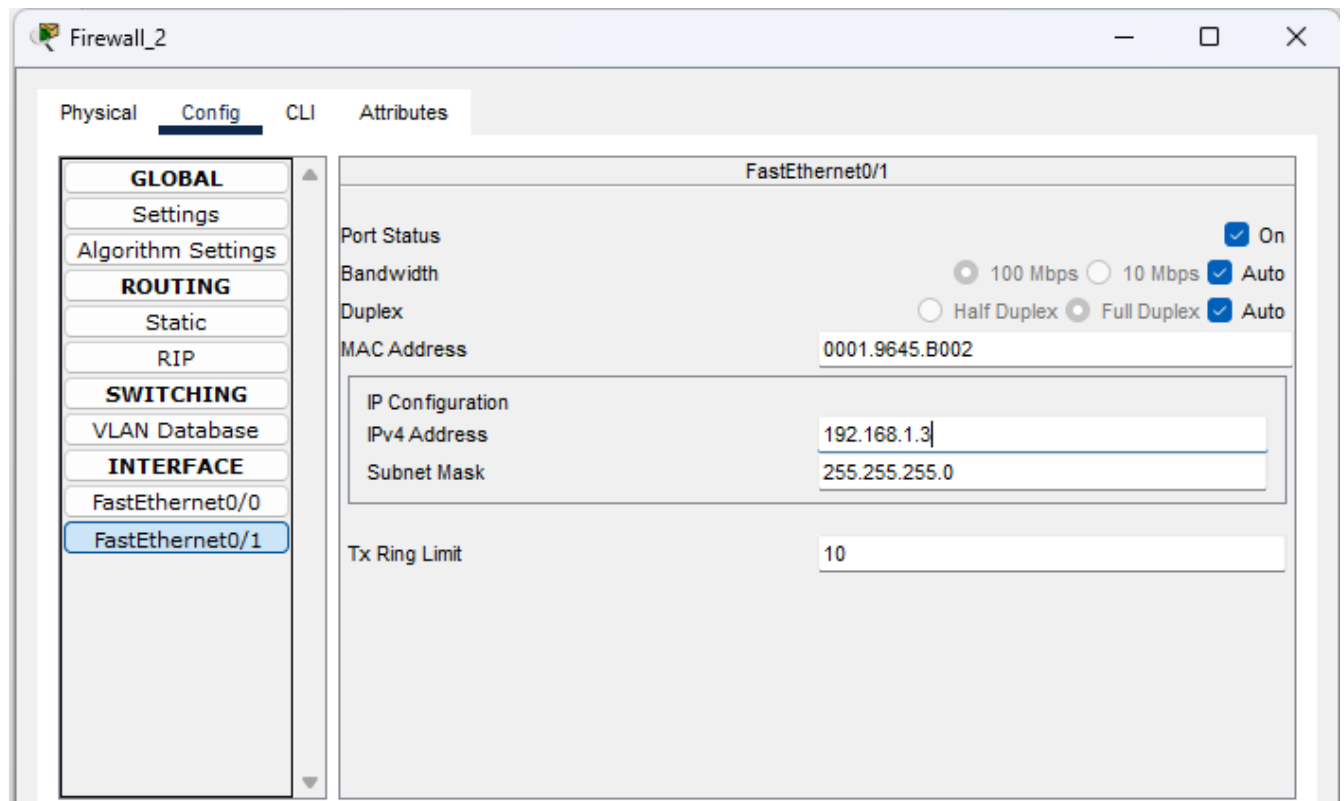 Firewall_2
Physical Config CLI Attributes
GLOBAL
Settings
Algorithm Settings
ROUTING
Static
RIP
SWITCHING
VLAN Database
INTERFACE
FastEthernet0/0
FastEthernet0/1
FastEthernet0/1
Port Status On
Bandwidth 100 Mbps 10 Mbps Auto
Duplex Half Duplex Full Duplex Auto
MAC Address 0001.9645.B002
IP Configuration
IPv4 Address 192.168.1.3
Subnet Mask 255.255.255.0
Tx Ring Limit 10